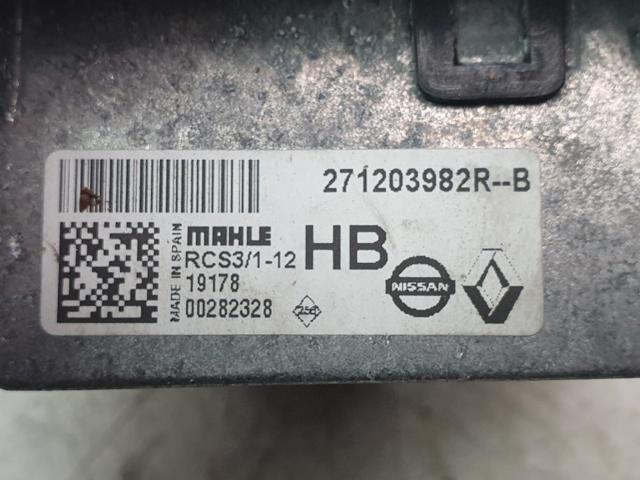 271203982R--B
MADE IN SPAIN
MAHLE
RCS3/1-12
19178
00282328
HB
NISSAN